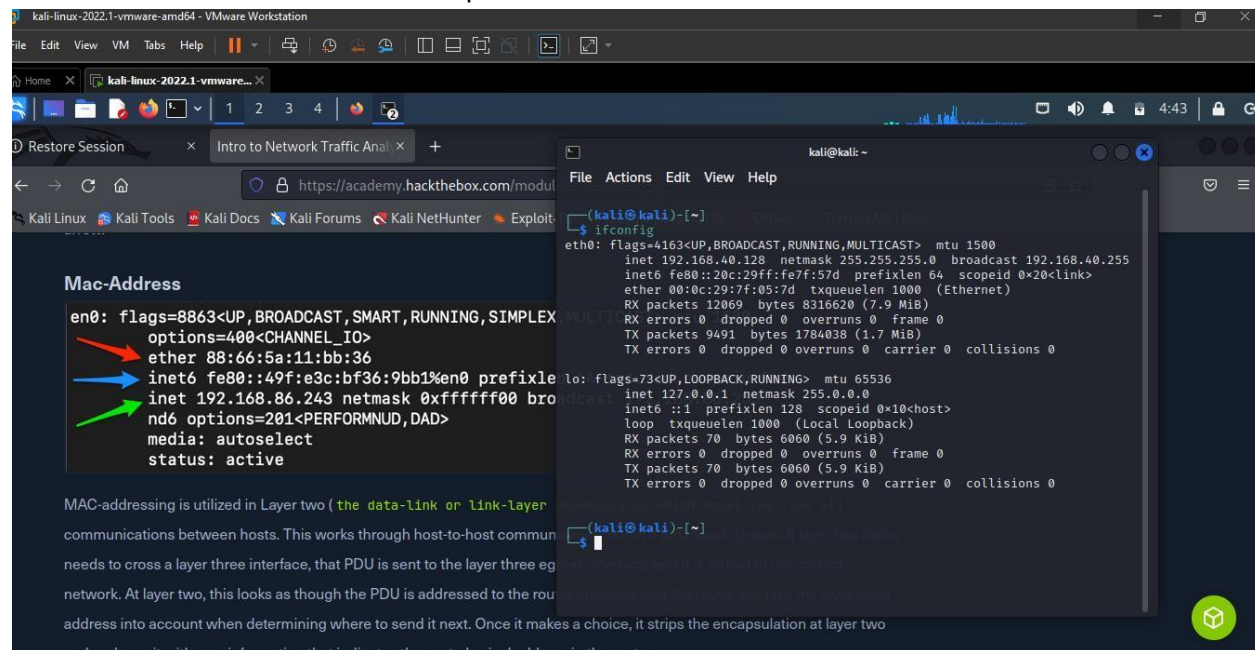 kali-linux-2022.1-vmware-amd64 - VMware Workstation
File Edit View VM Tabs Help
Home kali-linux-2022.1-vmware...
1 2 3 4 4:43
Restore Session Intro to Network Traffic Anal
https://academy.hackthebox.com/modul
Kali Linux Kali Tools Kali Docs Kali Forums Kali NetHunter Exploit-
Mac-Address
en0: flags=8863<UP,BROADCAST,SMART,RUNNING,SIMPLEX,
options=400<CHANNEL_IO>
ether 88:66:5a:11:bb:36
inet6 fe80::49f:e3c:bf36:9bb1%en0 prefixle
inet 192.168.86.243 netmask 0xffffff00 bro
nd6 options=201<PERFORMNUD,DAD>
media: autoselect
status: active
MAC-addressing is utilized in Layer two ( the data-link or link-layer
communications between hosts. This works through host-to-host commun
needs to cross a layer three interface, that PDU is sent to the layer three eg
network. At layer two, this looks as though the PDU is addressed to the rou
address into account when determining where to send it next. Once it makes a choice, it strips the encapsulation at layer two
kali@kali: ~
File Actions Edit View Help
(kali㉿kali)-[~]
$ ifconfig
eth0: flags=4163<UP,BROADCAST,RUNNING,MULTICAST> mtu 1500
inet 192.168.40.128 netmask 255.255.255.0 broadcast 192.168.40.255
inet6 fe80::20c:29ff:fe7f:57d prefixlen 64 scopeid 0×20<link>
ether 00:0c:29:7f:05:7d txqueuelen 1000 (Ethernet)
RX packets 12069 bytes 8316620 (7.9 MiB)
RX errors 0 dropped 0 overruns 0 frame 0
TX packets 9491 bytes 1784038 (1.7 MiB)
TX errors 0 dropped 0 overruns 0 carrier 0 collisions 0
lo: flags=73<UP,LOOPBACK,RUNNING> mtu 65536
inet 127.0.0.1 netmask 255.0.0.0
inet6 ::1 prefixlen 128 scopeid 0×10<host>
loop txqueuelen 1000 (Local Loopback)
RX packets 70 bytes 6060 (5.9 KiB)
RX errors 0 dropped 0 overruns 0 frame 0
TX packets 70 bytes 6060 (5.9 KiB)
TX errors 0 dropped 0 overruns 0 carrier 0 collisions 0
(kali㉿kali)-[~]
$